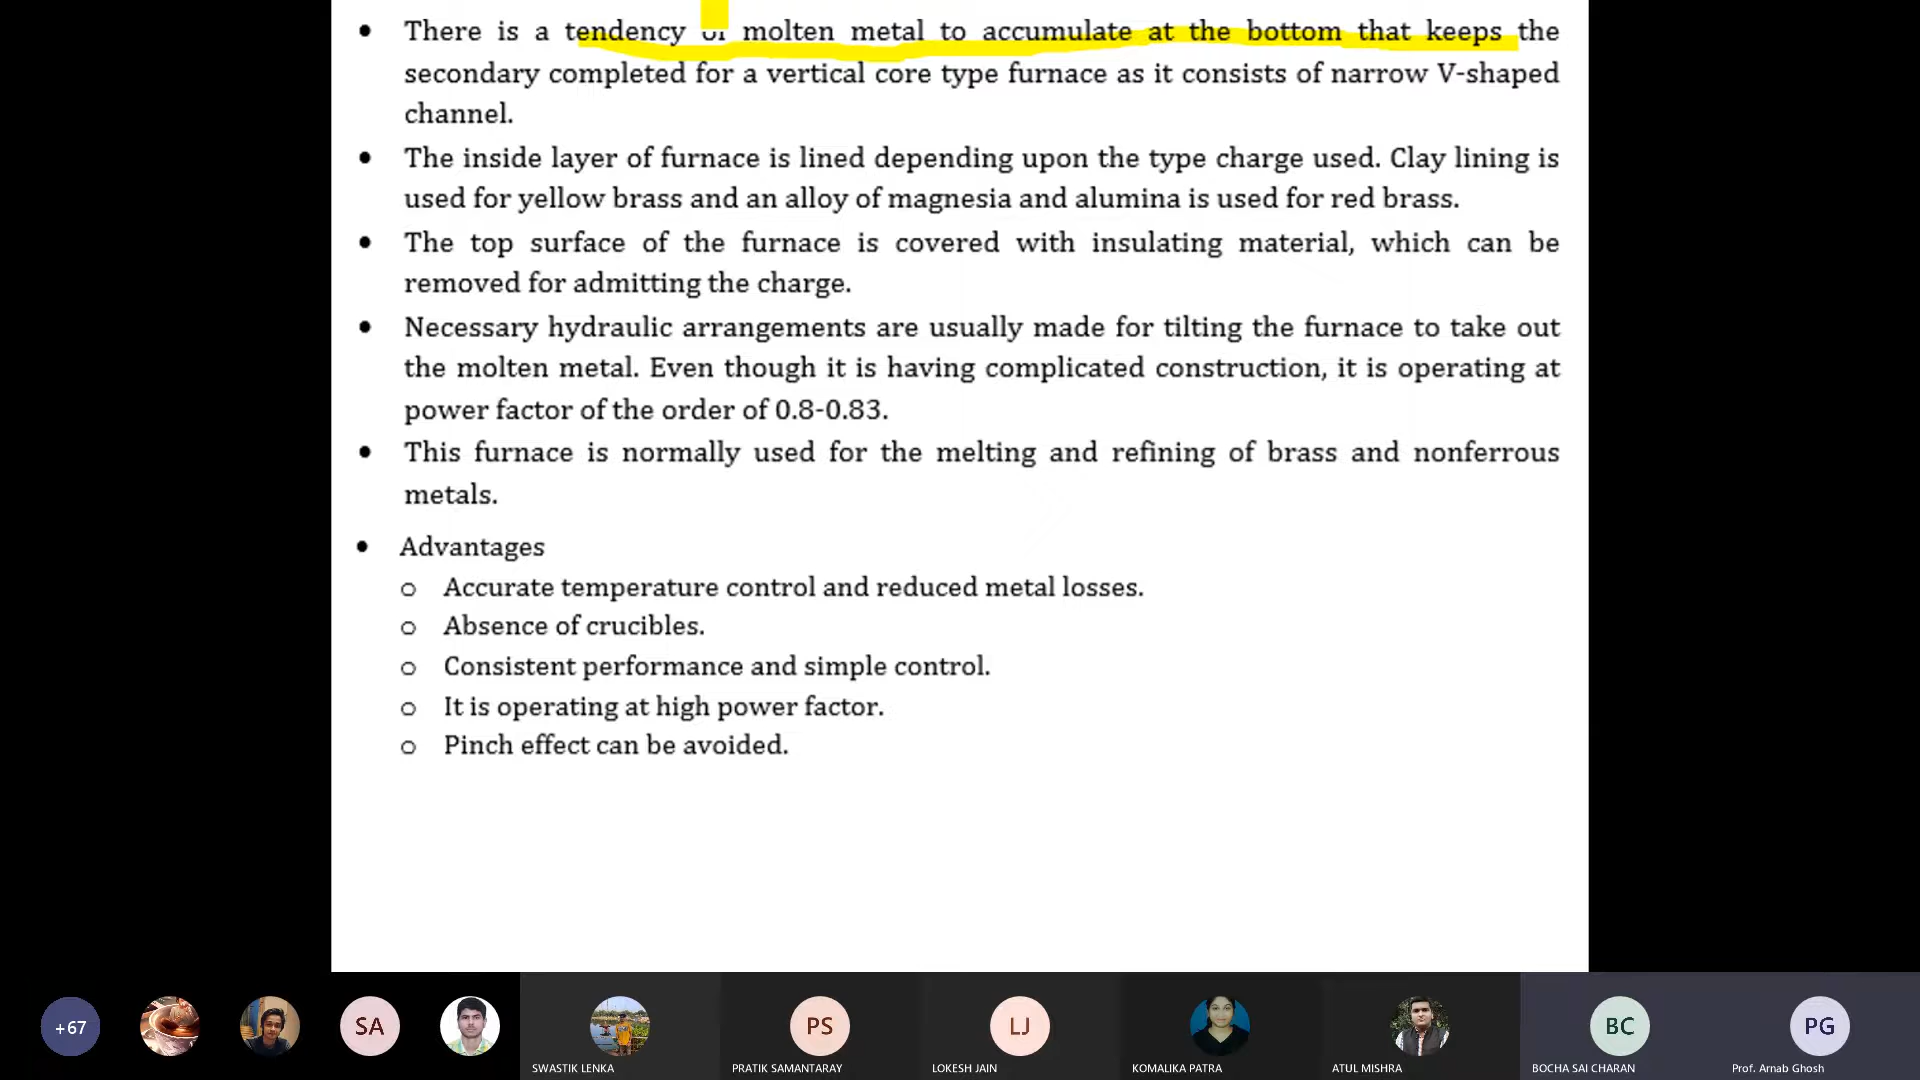 • There is a tendency of molten metal to accumulate at the bottom that keeps the
secondary completed for a vertical core type furnace as it consists of narrow V-shaped
channel.
• The inside layer of furnace is lined depending upon the type charge used. Clay lining is
used for yellow brass and an alloy of magnesia and alumina is used for red brass.
• The top surface of the furnace is covered with insulating material, which can be
removed for admitting the charge.
• Necessary hydraulic arrangements are usually made for tilting the furnace to take out
the molten metal. Even though it is having complicated construction, it is operating at
power factor of the order of 0.8-0.83.
• This furnace is normally used for the melting and refining of brass and nonferrous
metals.
• Advantages
o Accurate temperature control and reduced metal losses.
o Absence of crucibles.
o Consistent performance and simple control.
o It is operating at high power factor.
o Pinch effect can be avoided.
+67
SA
PS
LJ
BC
PG
SWASTIK LENKA
PRATIK SAMANTARAY
LOKESH JAIN
KOMALIKA PATRA
ATUL MISHRA
BOCHA SAI CHARAN
Prof. Arnab Ghosh